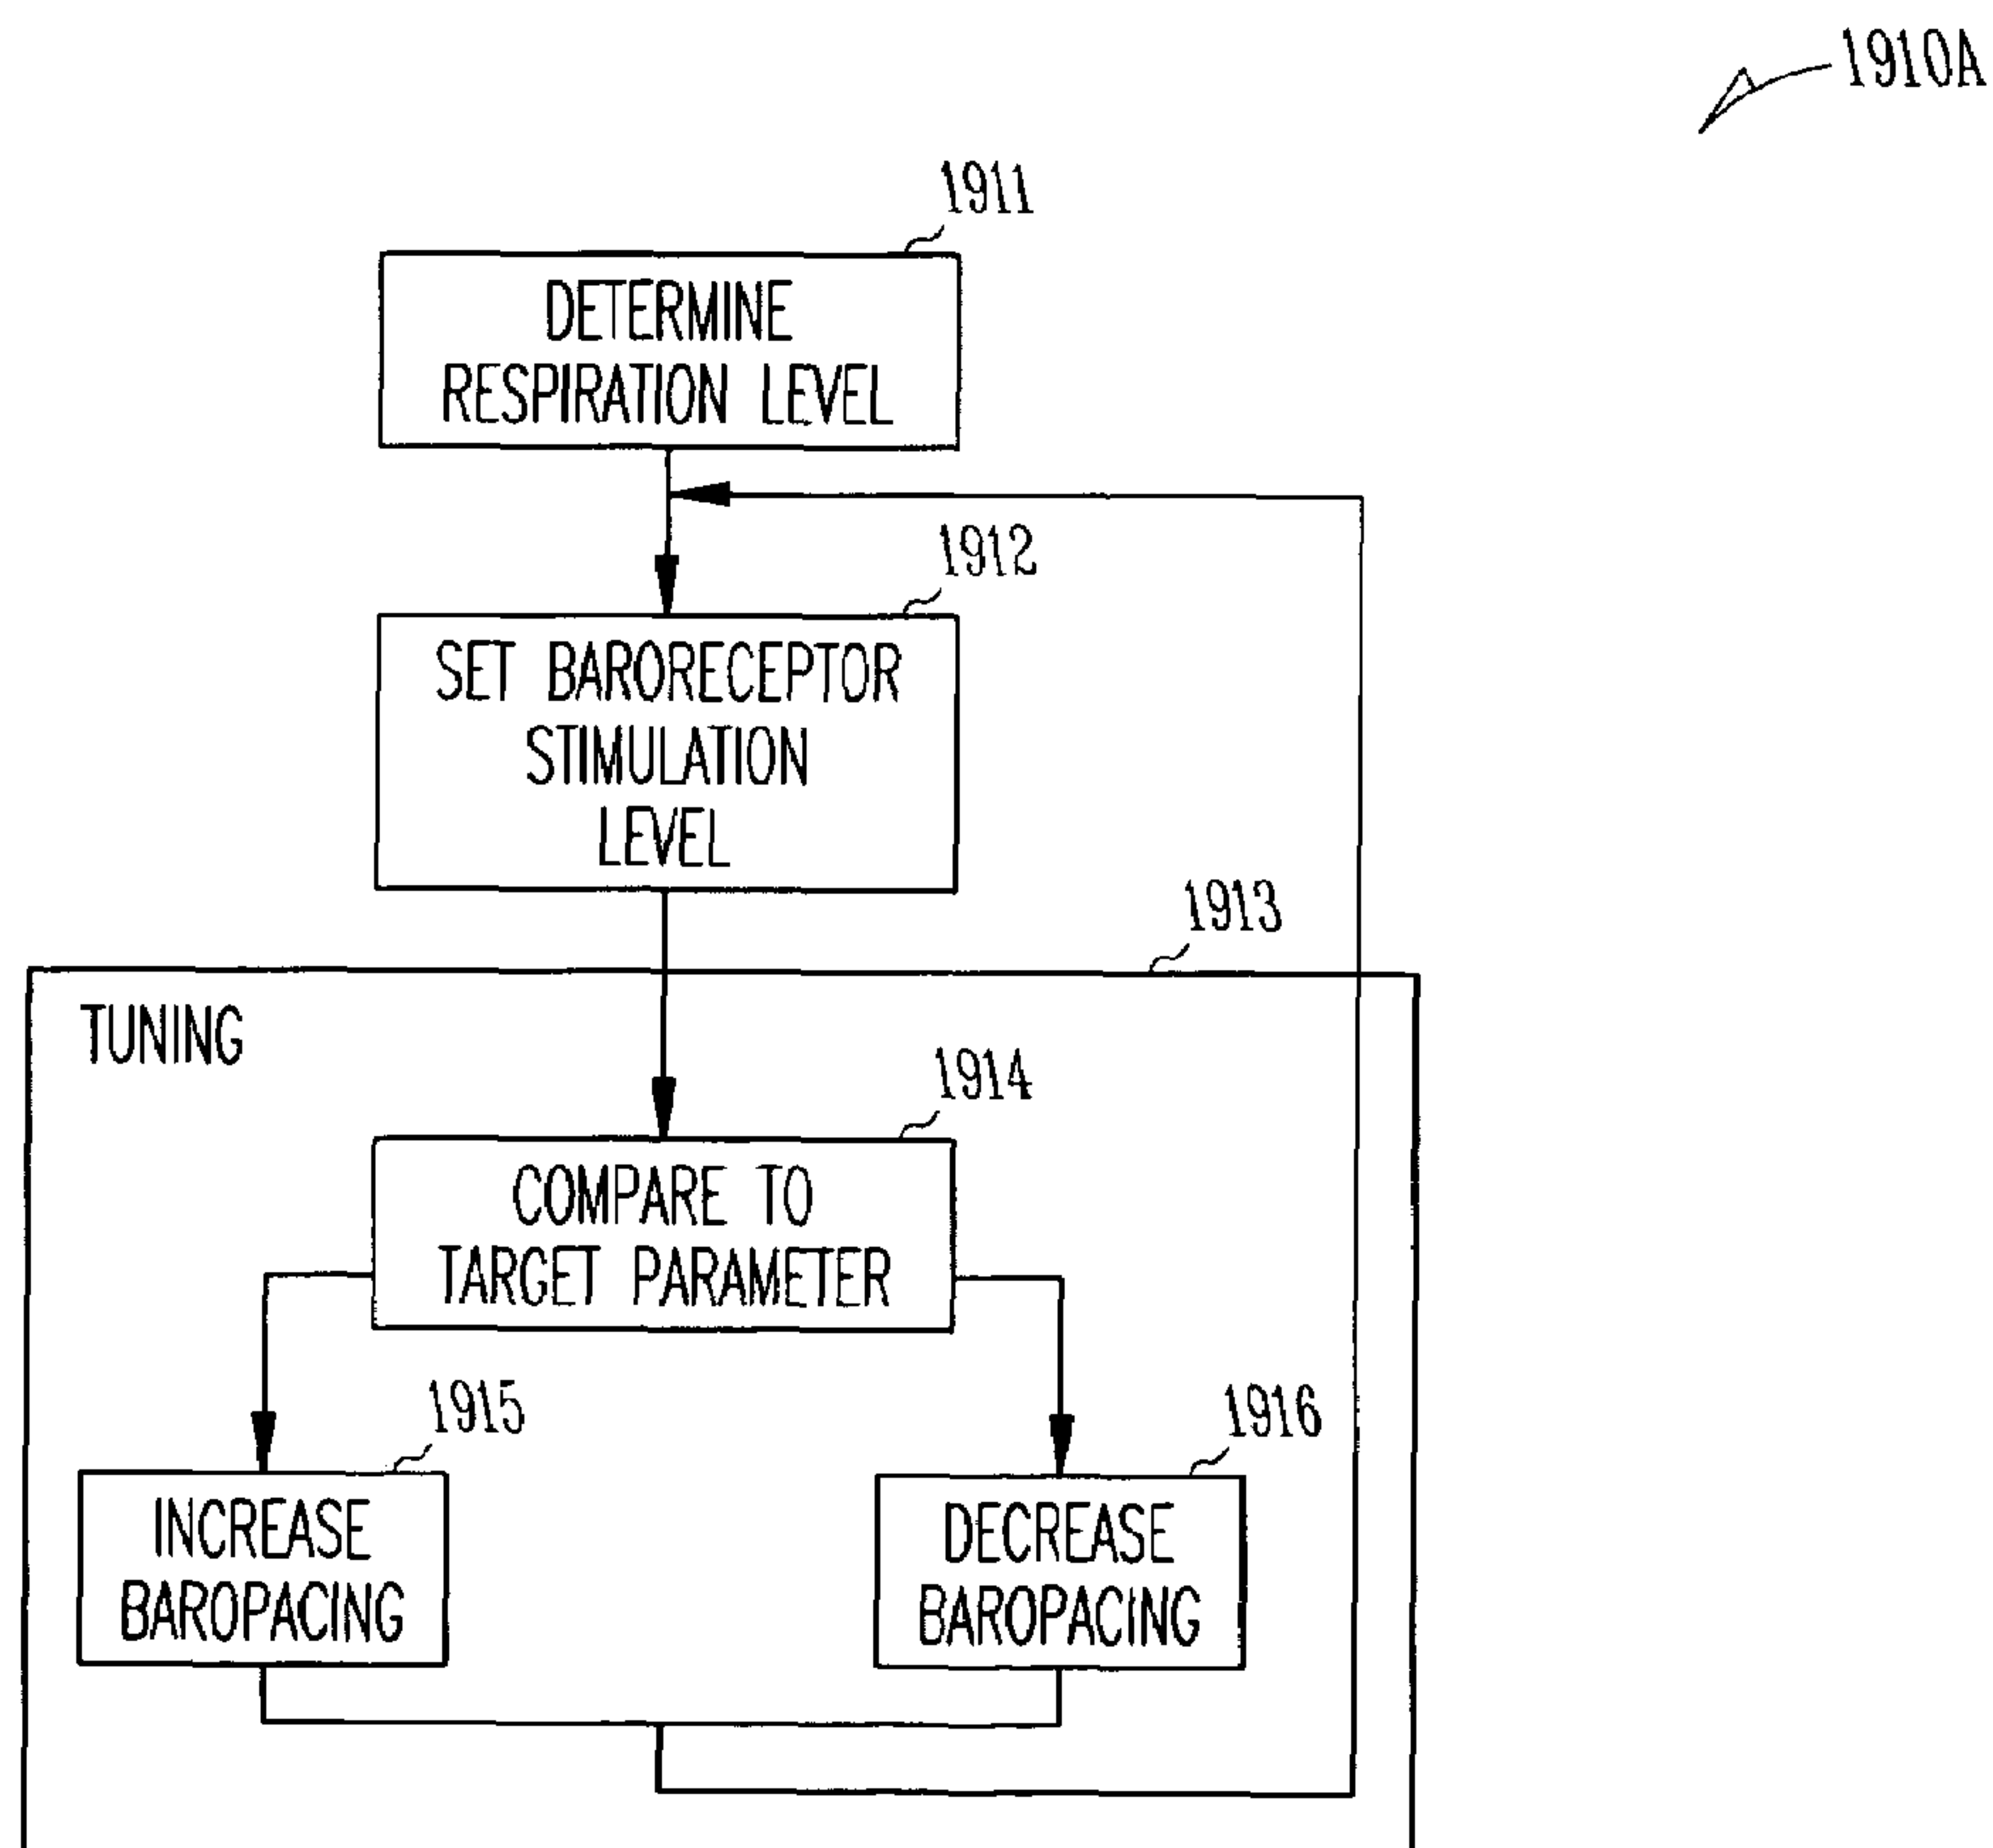 1910A
1911
DETERMINE
RESPIRATION LEVEL
1912
SET BARORECEPTOR
STIMULATION
LEVEL
1913
TUNING
1914
COMPARE TO
TARGET PARAMETER
1915
INCREASE
BAROPACING
1916
DECREASE
BAROPACING